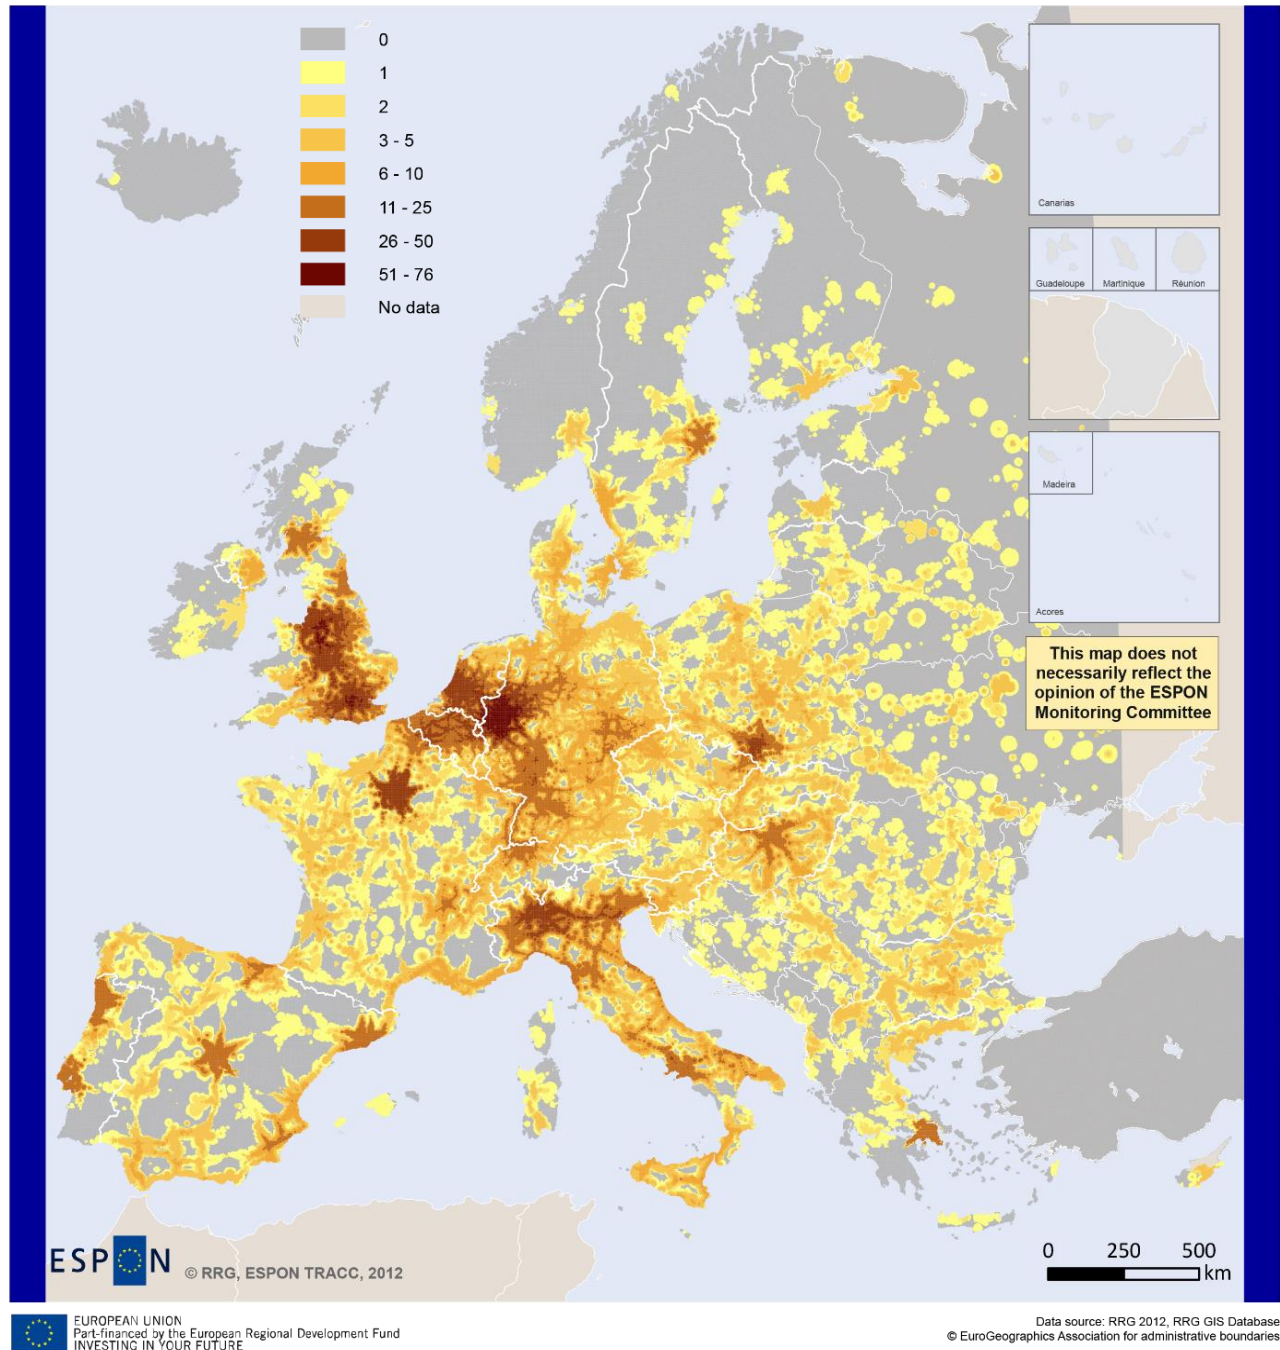 0
1
2
3 - 5
6 - 10
11 - 25
26 - 50
51 - 76
No data
Canarias
Guadeloupe
Martinique
Réunion
Madeira
Acores
This map does not
necessarily reflect the
opinion of the ESPON
Monitoring Committee
ESPON
© RRG, ESPON TRACC, 2012
0 250 500
km
EUROPEAN UNION
Part-financed by the European Regional Development Fund
INVESTING IN YOUR FUTURE
Data source: RRG 2012, RRG GIS Database
© EuroGeographics Association for administrative boundaries